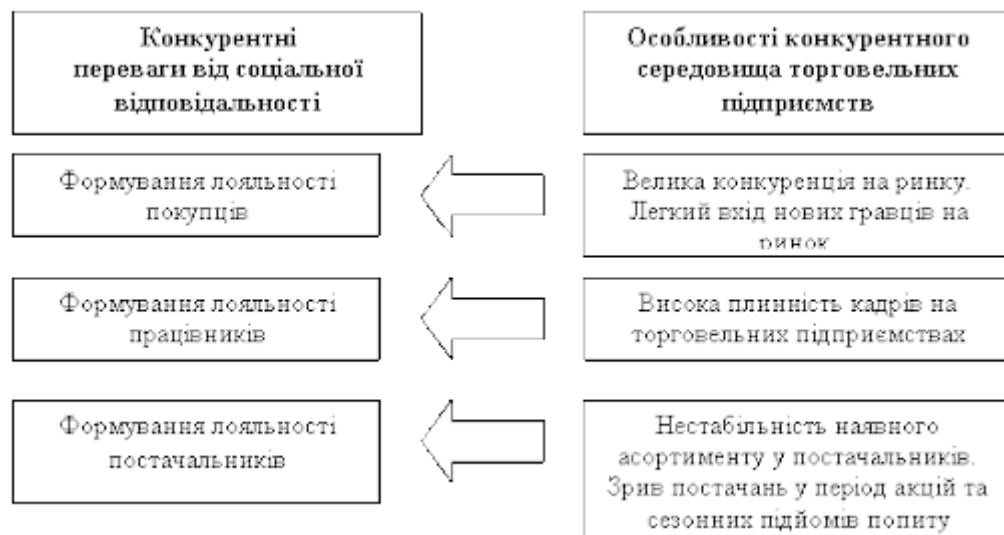 Конкурентні
переваги від соціальної
відповідальності
Особливості конкурентного
середовища торговельних
підприємств
Формування лояльності
покупців
Велика конкуренція на ринку.
Легкий вхід нових гравців на
ринок
Формування лояльності
працівників
Висока плинність кадрів на
торговельних підприємствах
Формування лояльності
постачальників
Нестабільність наявного
асортименту у постачальників.
Зрив постачань у період акцій та
сезонних підйомів попиту